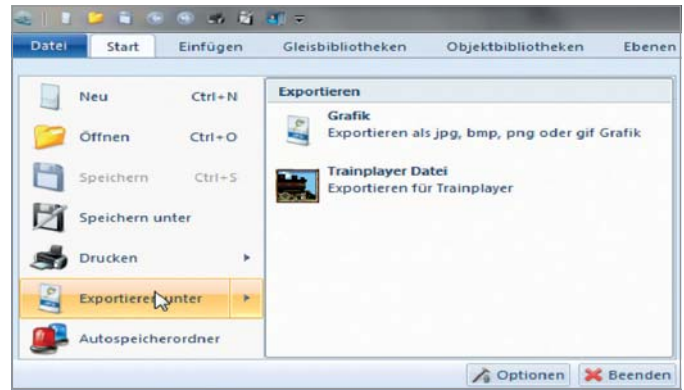 Datei Start Einfügen Gleisbibliotheken Objektbibliotheken Ebenen
Neu Ctrl+N
Öffnen Ctrl+O
Speichern Ctrl+S
Speichern unter
Drucken
Exportieren unter
Autospeicherordner
Exportieren
Grafik
Exportieren als jpg, bmp, png oder gif Grafik
Trainplayer Datei
Exportieren für Trainplayer
Optionen Beenden